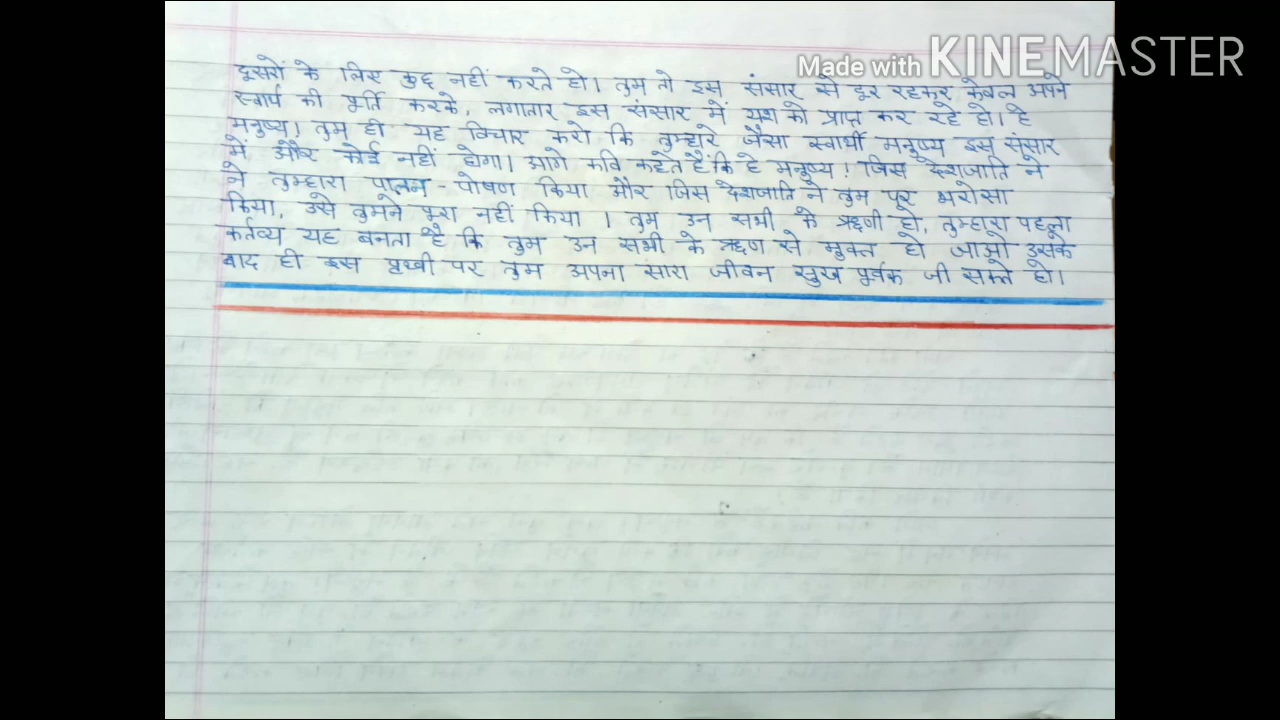 Made with KINEMASTER
दूसरों के लिए कुछ नहीं करते हो। तुम तो इस संसार से दूर रहकर केवल अपने
स्वार्थ की पूर्ति करके, लगातार इस संसार में यश को प्राप्त कर रहे हो। हे
मनुष्य! तुम ही यह विचार करो कि तुम्हारे जैसा स्वार्थी मनुष्य इस संसार
में और कोई नहीं होगा। आगे कवि कहते हैं कि हे मनुष्य! जिस देशजाति ने
ने तुम्हारा पालन - पोषण किया और जिस देशजाति ने तुम पर भरोसा
किया, उसे तुमने पूरा नहीं किया । तुम उन सभी के ऋणी हो, तुम्हारा पहला
कर्तव्य यह बनता है कि तुम उन सभी के ऋण से मुक्त हो जाओ उसके
बाद ही इस पृथ्वी पर तुम अपना सारा जीवन सुख पूर्वक जी सकते हो।